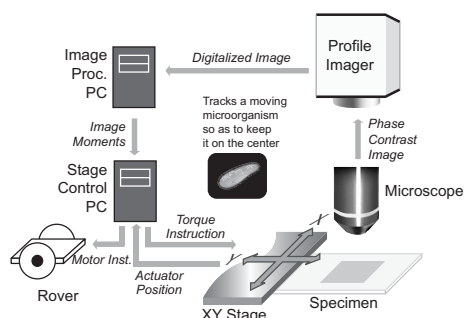 Image
Proc.
PC
Digitalized Image
Profile
Imager
Tracks a moving
microorganism
so as to keep
it on the center
Image
Moments
Phase
Contrast
Image
Stage
Control
PC
Microscope
Torque
Instruction
X
y
Motor Inst.
Actuator
Position
Rover
XY Stage
Specimen